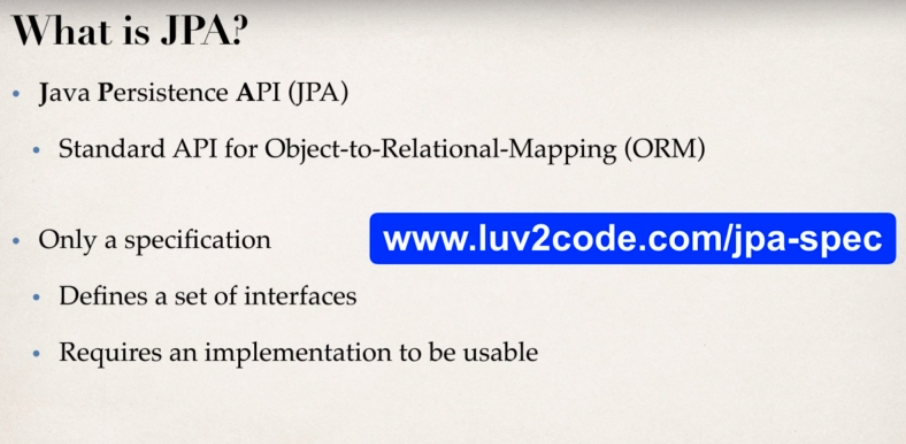 What is JPA?
• Java Persistence API (JPA)
• Standard API for Object-to-Relational-Mapping (ORM)
• Only a specification
www.luv2code.com/jpa-spec
• Defines a set of interfaces
• Requires an implementation to be usable